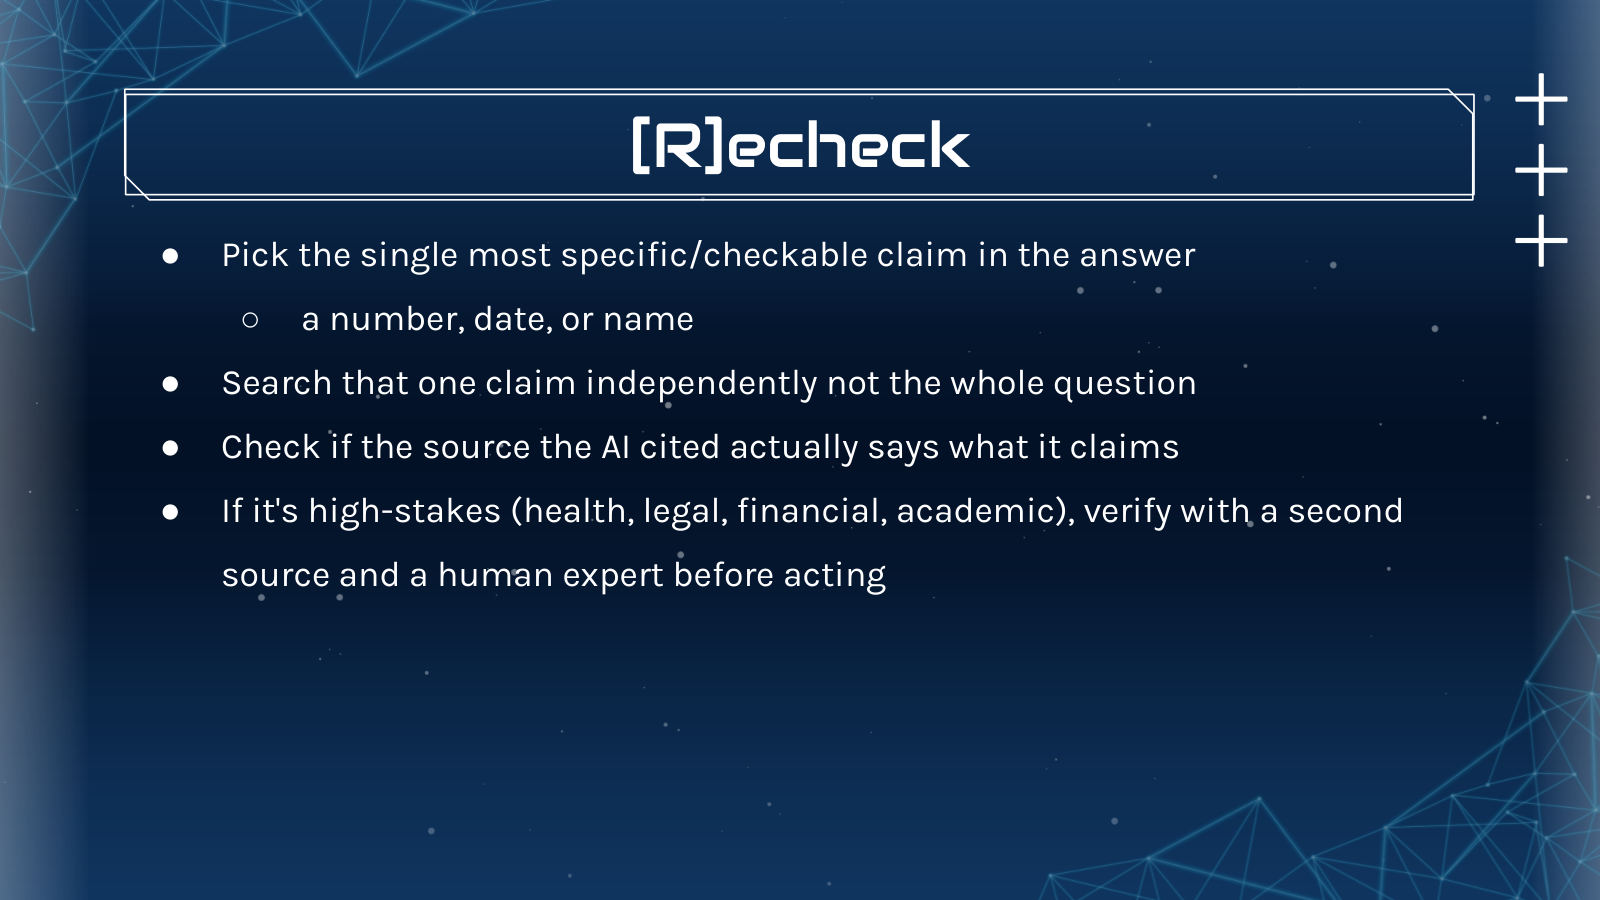 [R]echeck
● Pick the single most specific/checkable claim in the answer
○ a number, date, or name
● Search that one claim independently not the whole question
● Check if the source the AI cited actually says what it claims
● If it's high-stakes (health, legal, financial, academic), verify with a second
source and a human expert before acting